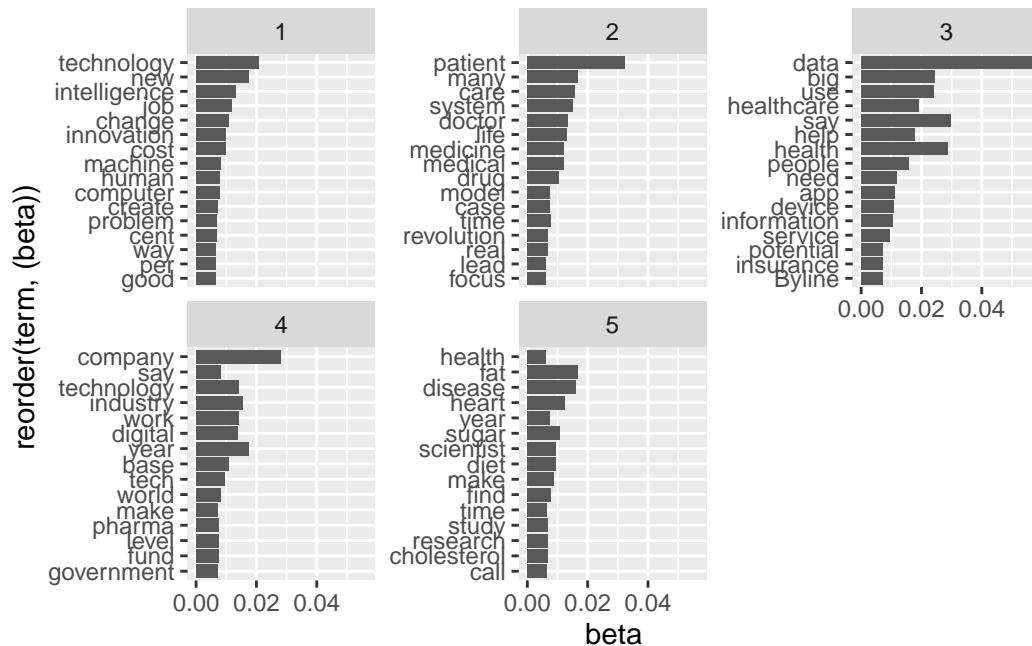 1
technology
new
intelligence
job
change
innovation
cost
machine
human
computer
create
problem
cent
way
per
good
2
patient
many
care
system
doctor
life
medicine
medical
drug
model
case
time
revolution
real
lead
focus
3
data
big
use
healthcare
say
help
health
people
need
app
device
information
service
potential
insurance
Byline
0.00 0.02 0.04
4
company
say
technology
industry
work
digital
year
base
tech
world
make
pharma
level
fund
government
0.00 0.02 0.04
5
health
fat
disease
heart
year
sugar
scientist
diet
make
find
time
study
research
cholesterol
call
0.00 0.02 0.04
beta
reorder(term, (beta))